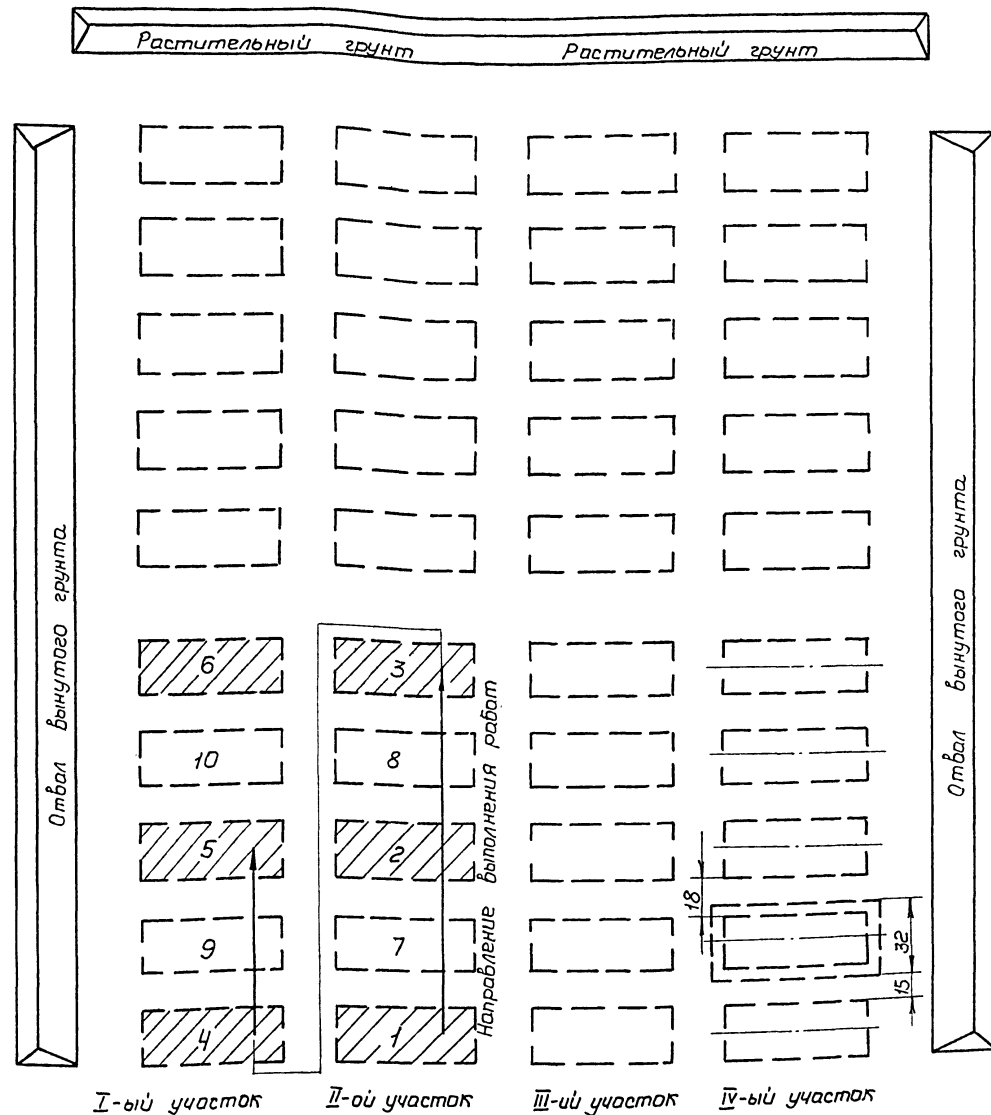 Растительный грунт Растительный грунт
Отвал вынутого грунта
Отвал вынутого грунта
6 3
10 8
Направление выполнения работ
5 2
18
9 7
32
15
4 1
I-ый участок II-ой участок III-ий участок IV-ый участок